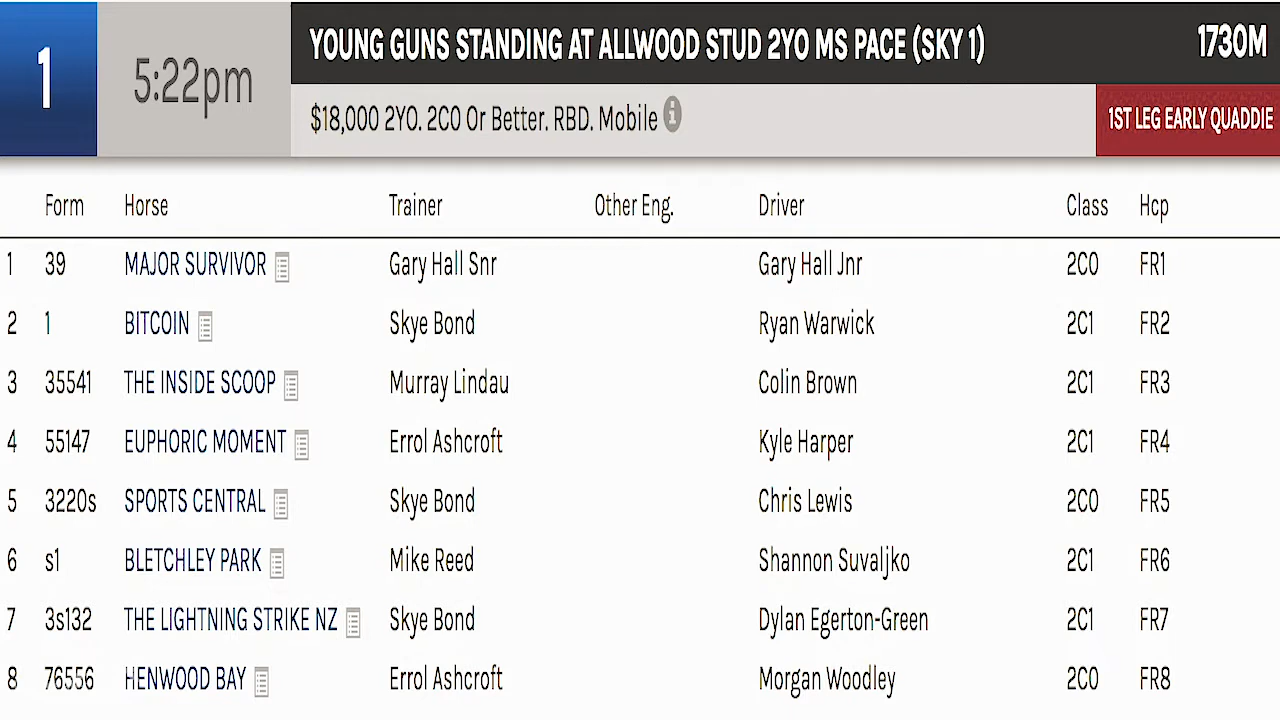 1 5:22pm YOUNG GUNS STANDING AT ALLWOOD STUD 2YO MS PACE (SKY 1) 1730M
$18,000 2YO. 2C0 Or Better. RBD. Mobile i 1ST LEG EARLY QUADDIE
Form Horse Trainer Other Eng. Driver Class Hcp
1 39 MAJOR SURVIVOR Gary Hall Snr Gary Hall Jnr 2C0 FR1
2 1 BITCOIN Skye Bond Ryan Warwick 2C1 FR2
3 35541 THE INSIDE SCOOP Murray Lindau Colin Brown 2C1 FR3
4 55147 EUPHORIC MOMENT Errol Ashcroft Kyle Harper 2C1 FR4
5 3220s SPORTS CENTRAL Skye Bond Chris Lewis 2C0 FR5
6 s1 BLETCHLEY PARK Mike Reed Shannon Suvaljko 2C1 FR6
7 3s132 THE LIGHTNING STRIKE NZ Skye Bond Dylan Egerton-Green 2C1 FR7
8 76556 HENWOOD BAY Errol Ashcroft Morgan Woodley 2C0 FR8